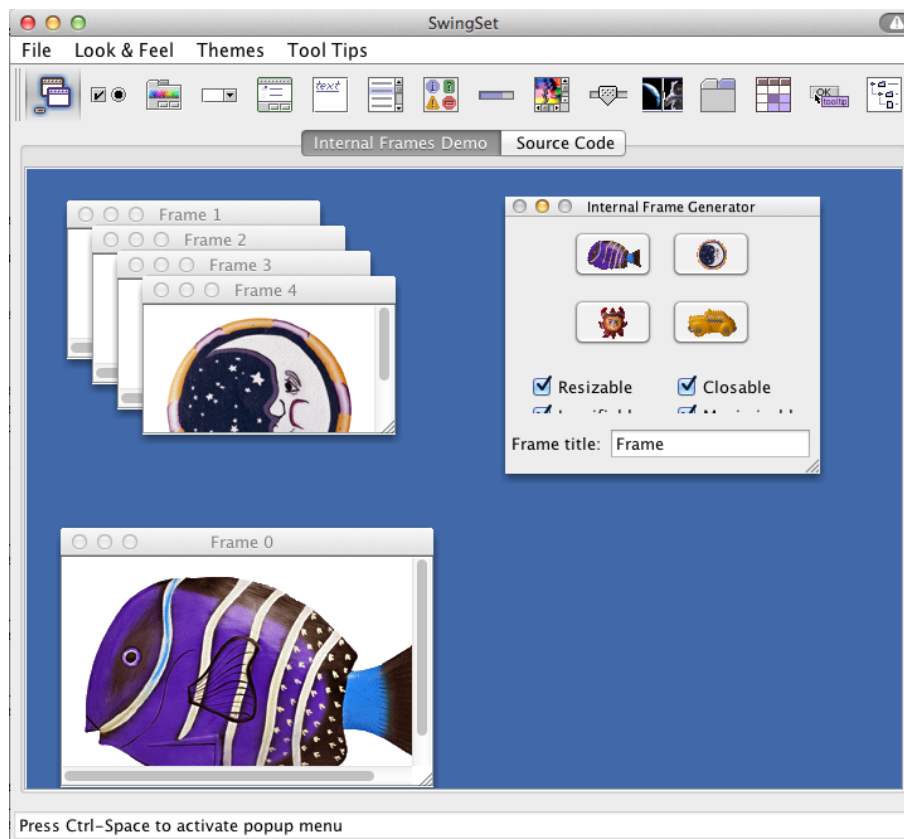 SwingSet
File Look & Feel Themes Tool Tips
text
OK
tooltip
Internal Frames Demo Source Code
Frame 1
Frame 2
Frame 3
Frame 4
Internal Frame Generator
Resizable Closable
Frame title: Frame
Frame 0
Press Ctrl-Space to activate popup menu